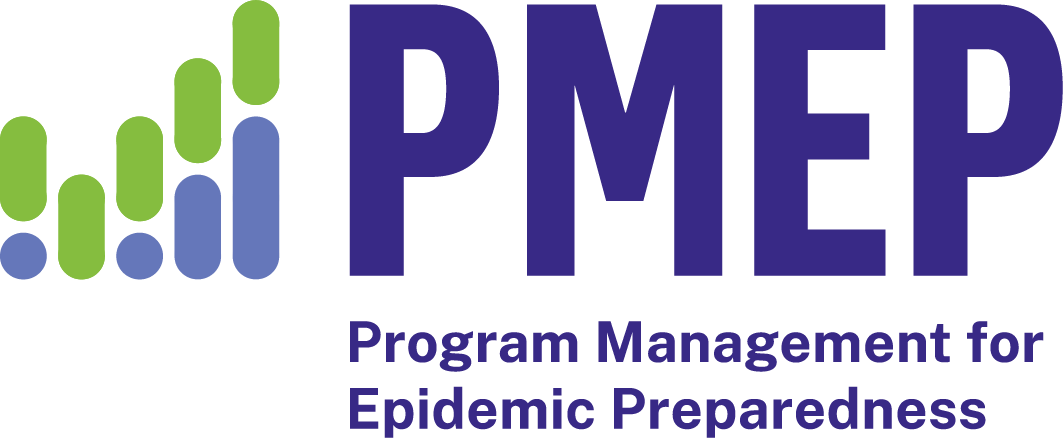 PMEP
Program Management for
Epidemic Preparedness